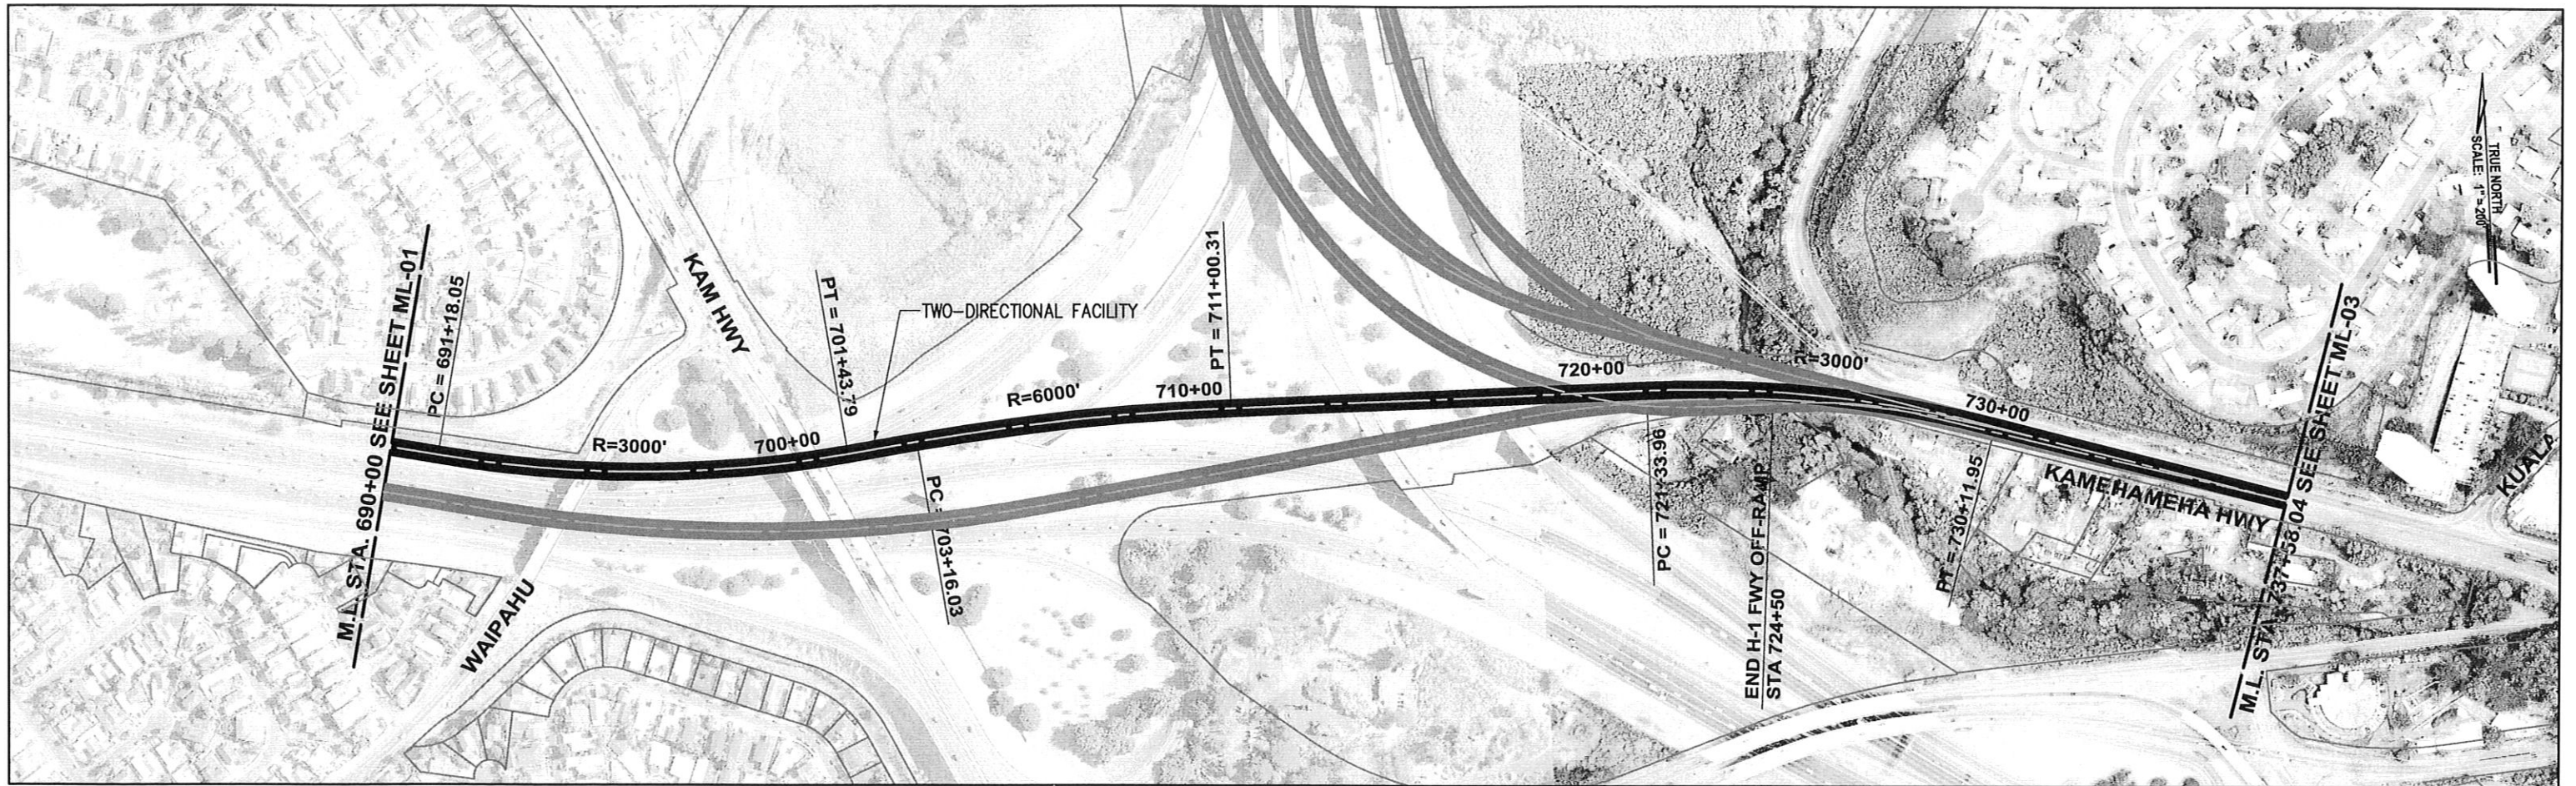 M.L. STA. 690+00 SEE SHEET ML-01
PC = 691+18.05
WAIPAHU
R=3000'
KAM HWY
700+00
PT = 701+43.79
TWO-DIRECTIONAL FACILITY
PC = 703+16.03
R=6000'
710+00
PT = 711+00.31
720+00
PC = 721+33.96
END H-1 FWY OFF-RAMP
STA 724+50
R=3000'
730+00
PT = 730+11.95
KAMEHAMEHA HWY
M.L. STA. 737+58.04 SEE SHEET ML-03
TRUE NORTH
SCALE: 1" = 200'
KUALA